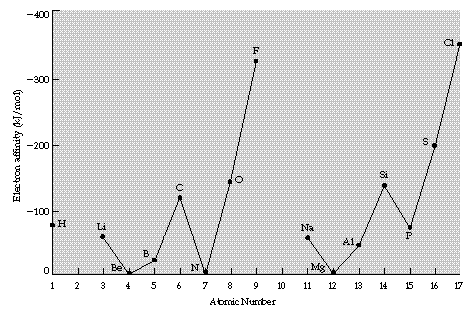 −400
Cl
F
−300
Electron affinity (kJ/mol)
−200
S
Si
O
C
−100
H
Li
Na
P
Al
B
Be
N
Mg
0
1 2 3 4 5 6 7 8 9 10 11 12 13 14 15 16 17
Atomic Number